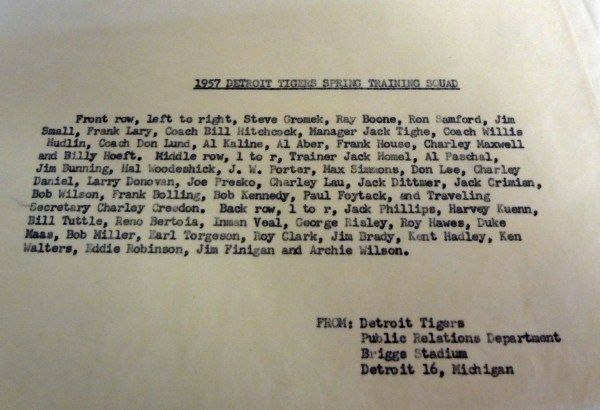 1957 DETROIT TIGERS SPRING TRAINING SQUAD
Front row, left to right, Steve Gromek, Ray Boone, Ron Samford, Jim
Small, Frank Lary, Coach Bill Hitchcock, Manager Jack Tighe, Coach Willis
Hudlin, Coach Don Lund, Al Kaline, Al Aber, Frank House, Charley Maxwell
and Billy Hoeft. Middle row, l to r, Trainer Jack Homel, Al Paschal,
Jim Bunning, Hal Woodeshick, J. W. Porter, Max Simmons, Don Lee, Charley
Daniel, Larry Donovan, Joe Presko, Charley Lau, Jack Dittmer, Jack Crimian,
Bob Wilson, Frank Bolling, Bob Kennedy, Paul Foytack, and Traveling
Secretary Charley Creedon. Back row, l to r, Jack Phillips, Harvey Kuenn,
Bill Tuttle, Reno Bertoia, Inman Veal, George Risley, Roy Hawes, Duke
Maas, Bob Miller, Earl Torgeson, Roy Clark, Jim Brady, Kent Hadley, Ken
Walters, Eddie Robinson, Jim Finigan and Archie Wilson.
FROM: Detroit Tigers
Public Relations Department
Briggs Stadium
Detroit 16, Michigan